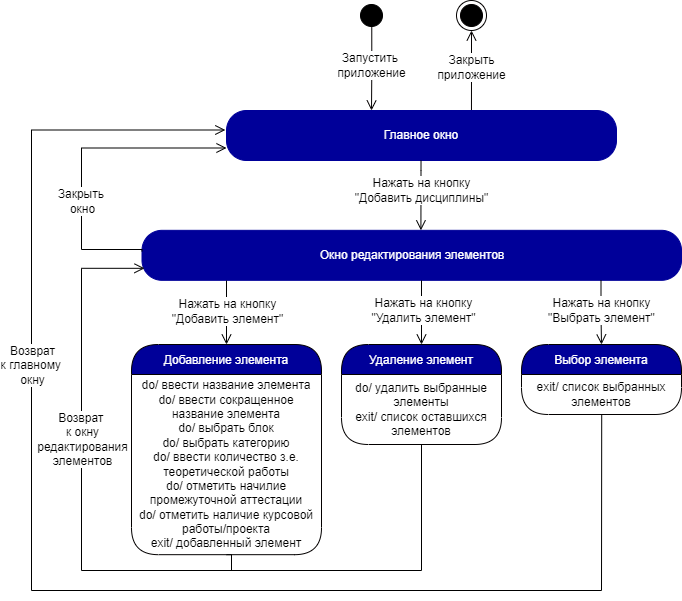 Запустить
приложение
Закрыть
приложение
Главное окно
Нажать на кнопку
"Добавить дисциплины"
Закрыть
окно
Окно редактирования элементов
Нажать на кнопку
"Добавить элемент"
Нажать на кнопку
"Удалить элемент"
Нажать на кнопку
"Выбрать элемент"
Возврат
к главному
окну
Возврат
к окну
редактирования
элементов
Добавление элемента
do/ ввести название элемента
do/ ввести сокращенное
название элемента
do/ выбрать блок
do/ выбрать категорию
do/ ввести количество з.е.
теоретической работы
do/ отметить начилие
промежуточной аттестации
do/ отметить наличие курсовой
работы/проекта
exit/ добавленный элемент
Удаление элемент
do/ удалить выбранные
элементы
exit/ список оставшихся
элементов
Выбор элемента
exit/ список выбранных
элементов